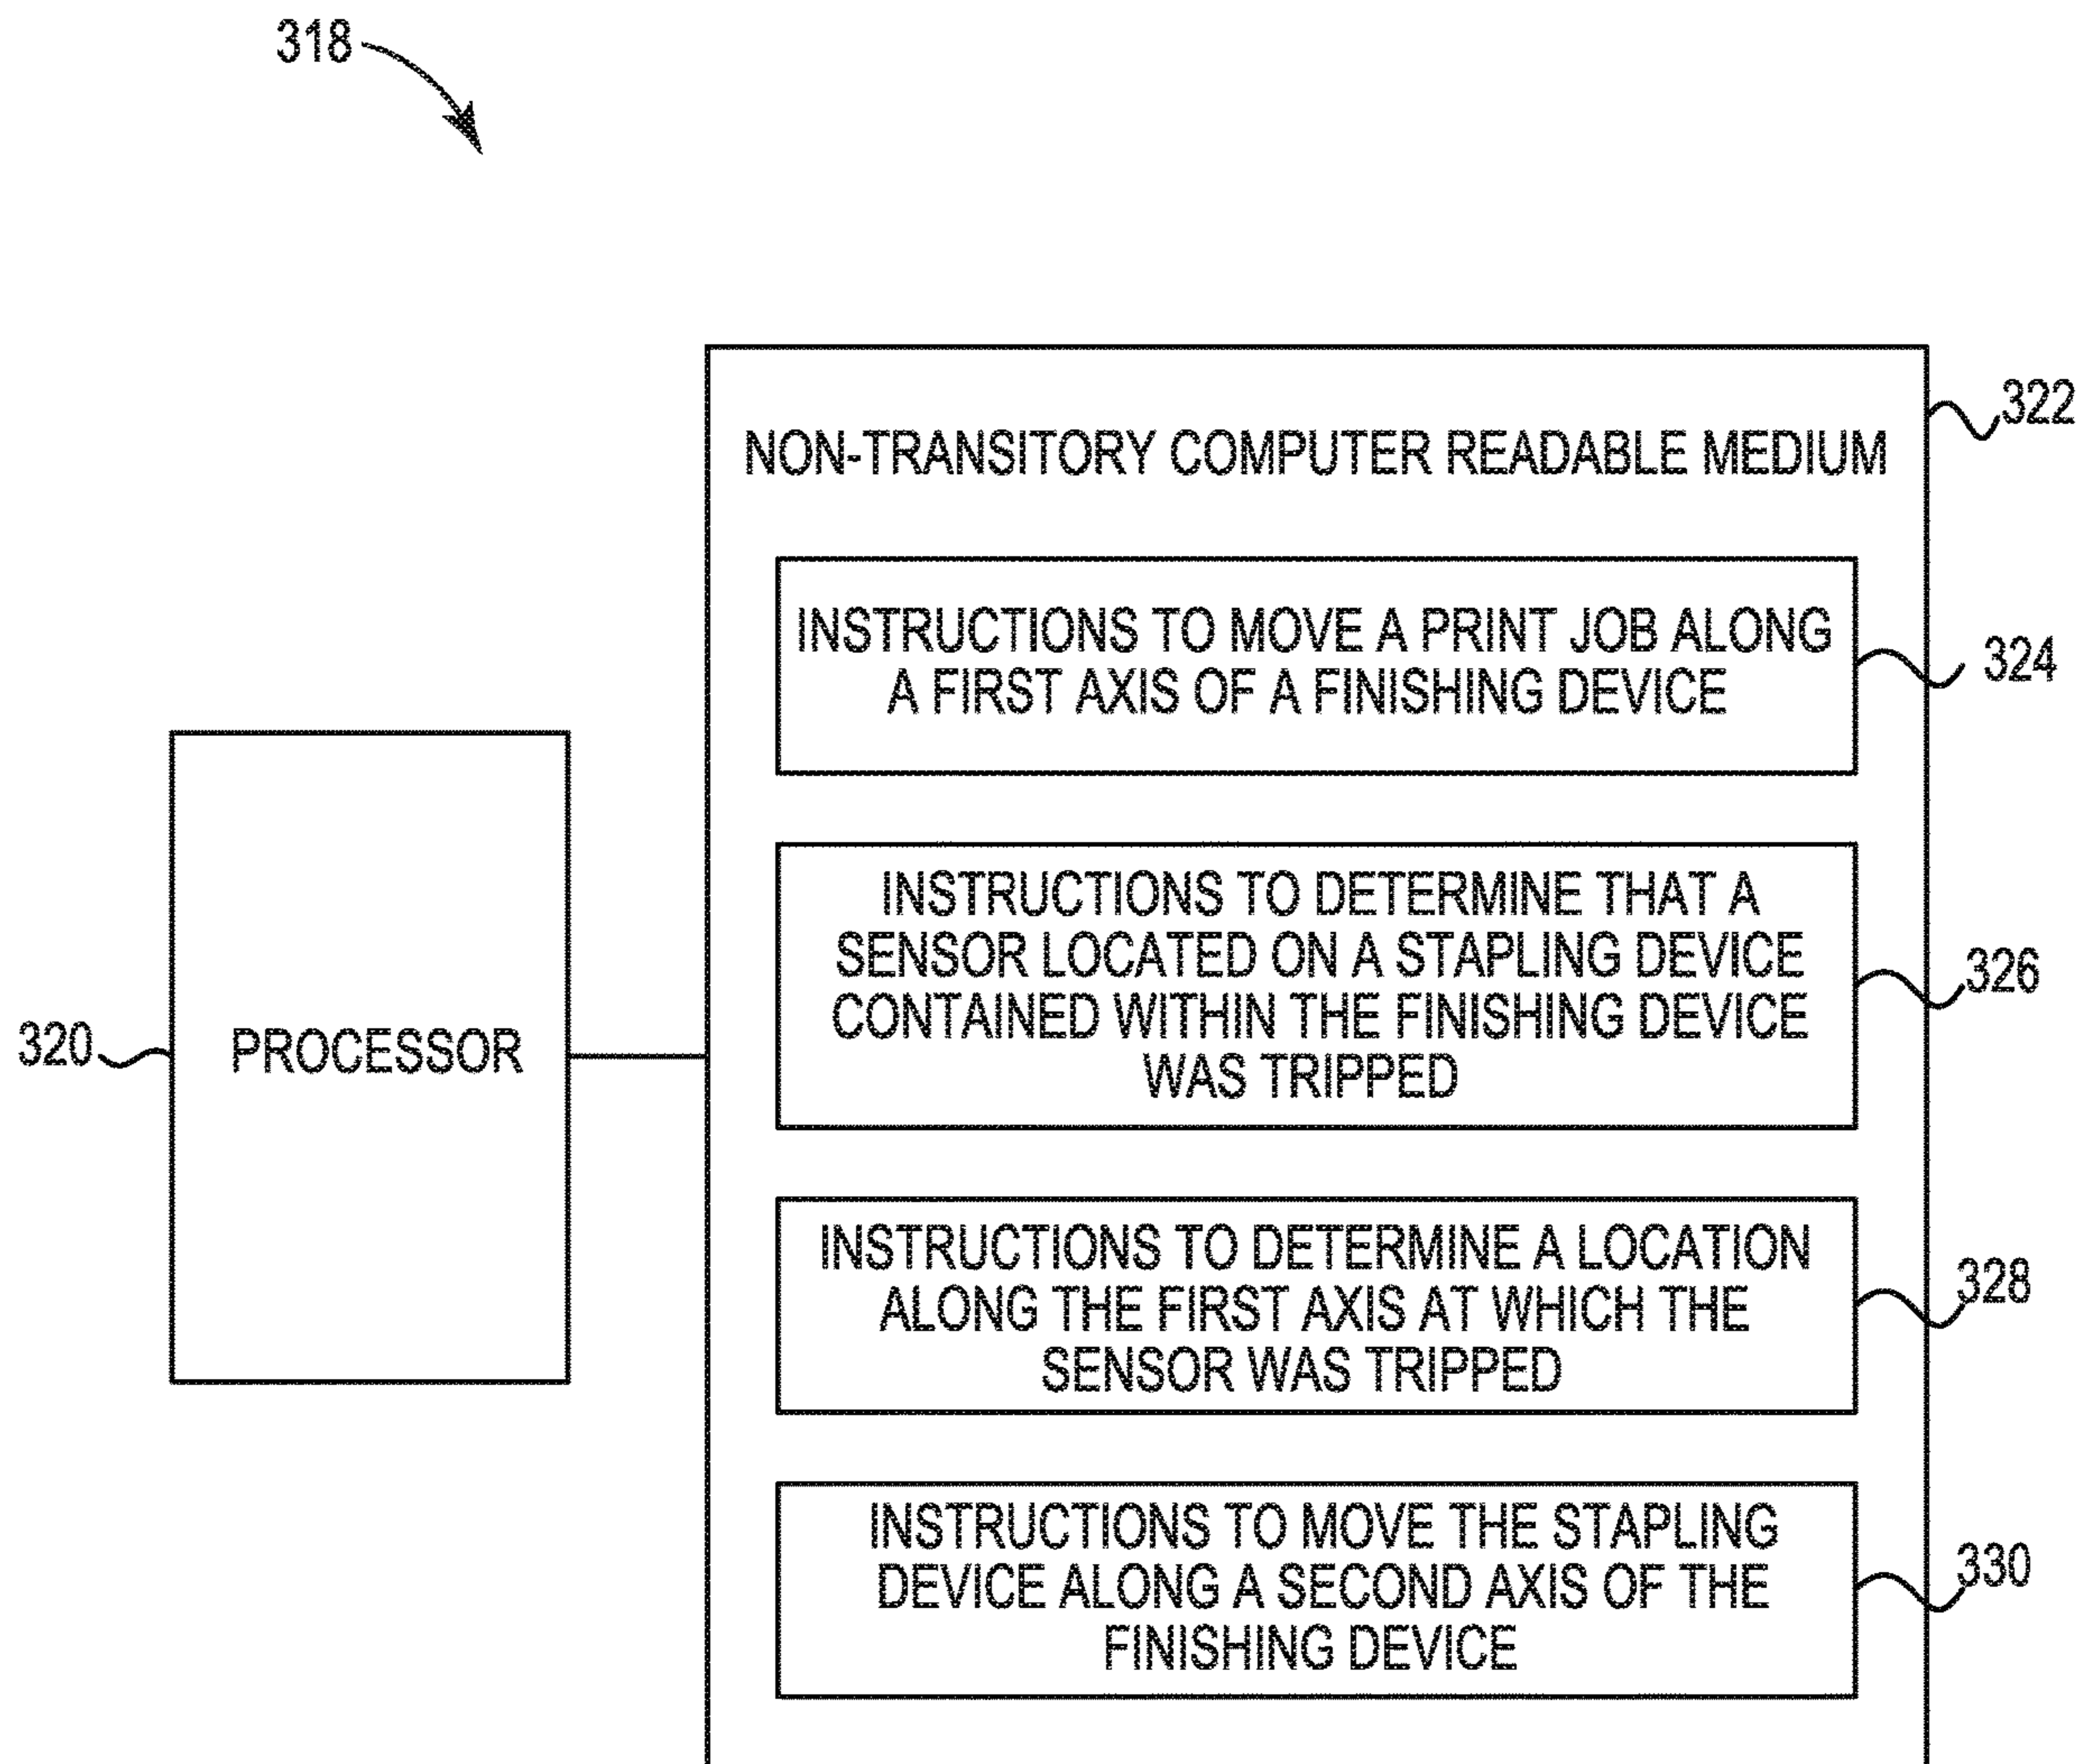 318
322
NON-TRANSITORY COMPUTER READABLE MEDIUM
INSTRUCTIONS TO MOVE A PRINT JOB ALONG
A FIRST AXIS OF A FINISHING DEVICE
324
INSTRUCTIONS TO DETERMINE THAT A
SENSOR LOCATED ON A STAPLING DEVICE
CONTAINED WITHIN THE FINISHING DEVICE
WAS TRIPPED
326
320
PROCESSOR
INSTRUCTIONS TO DETERMINE A LOCATION
ALONG THE FIRST AXIS AT WHICH THE
SENSOR WAS TRIPPED
328
INSTRUCTIONS TO MOVE THE STAPLING
DEVICE ALONG A SECOND AXIS OF THE
FINISHING DEVICE
330